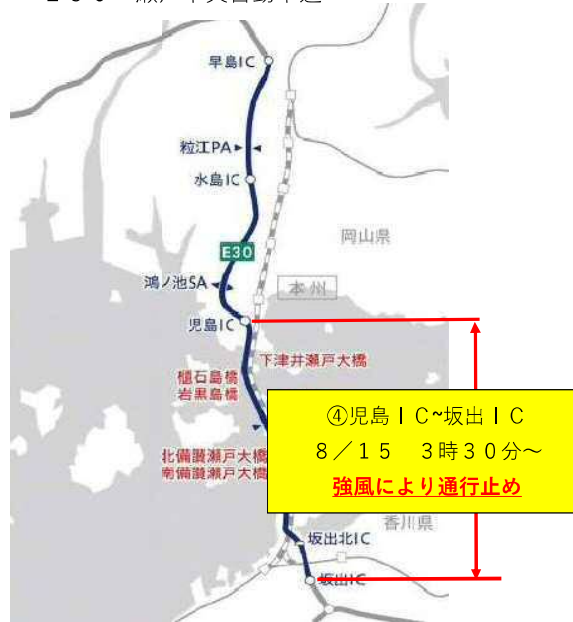 早島IC
粒江PA
水島IC
岡山県
E30
鴻ノ池SA
本州
児島IC
下津井瀬戸大橋
櫃石島橋
岩黒島橋
④児島ＩＣ~坂出ＩＣ
８／１５　３時３０分～
強風により通行止め
北備讃瀬戸大橋
南備讃瀬戸大橋
香川県
坂出北IC
坂出IC